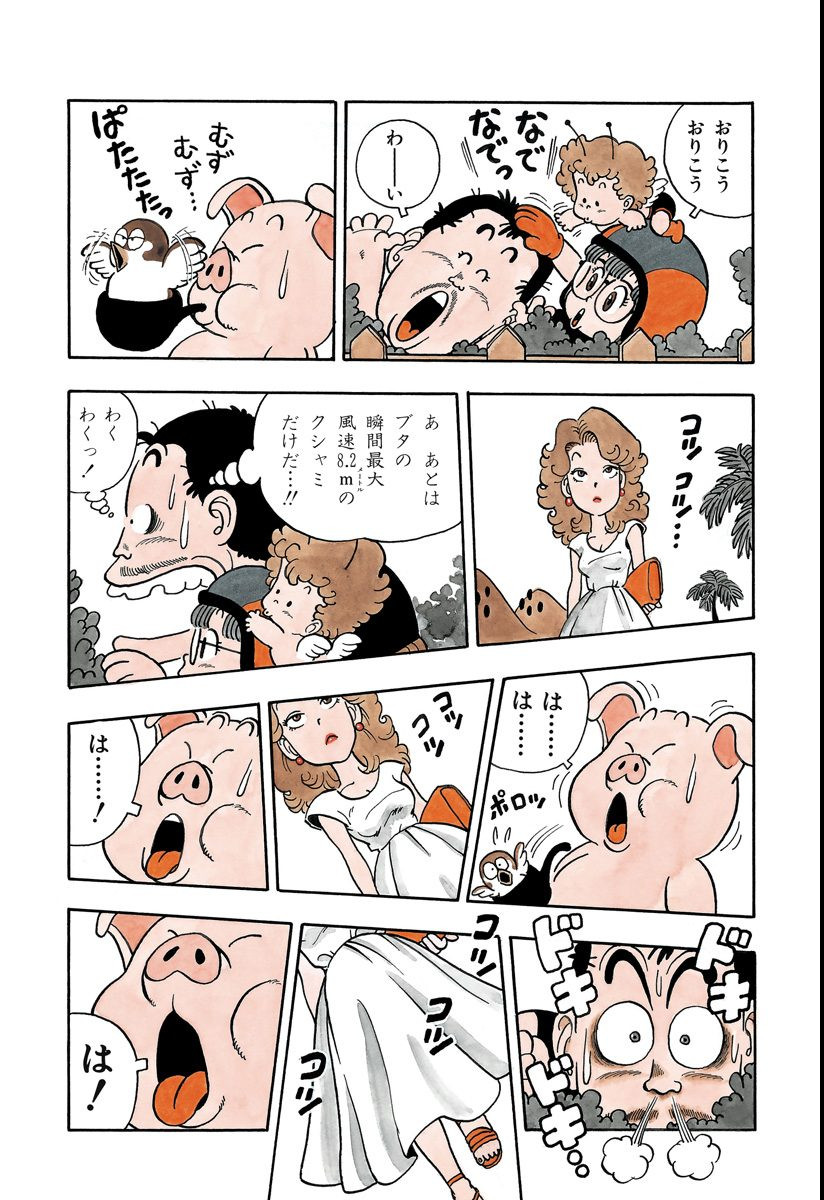 おりこう
おりこう
なで
なでっ
わーい
むず
むず…
ぱたたたっ
コツ
コツ…
あ あとは
ブタの
瞬間最大
風速8.2mの
メートル
クシャミ
だけだ…!!
わく
わくっ!
は……
は……
ポロッ
コツ
コツ
は……!
ドキ
ドキ
ドキ
ドキ…
コツ
コツ
コツ
は!